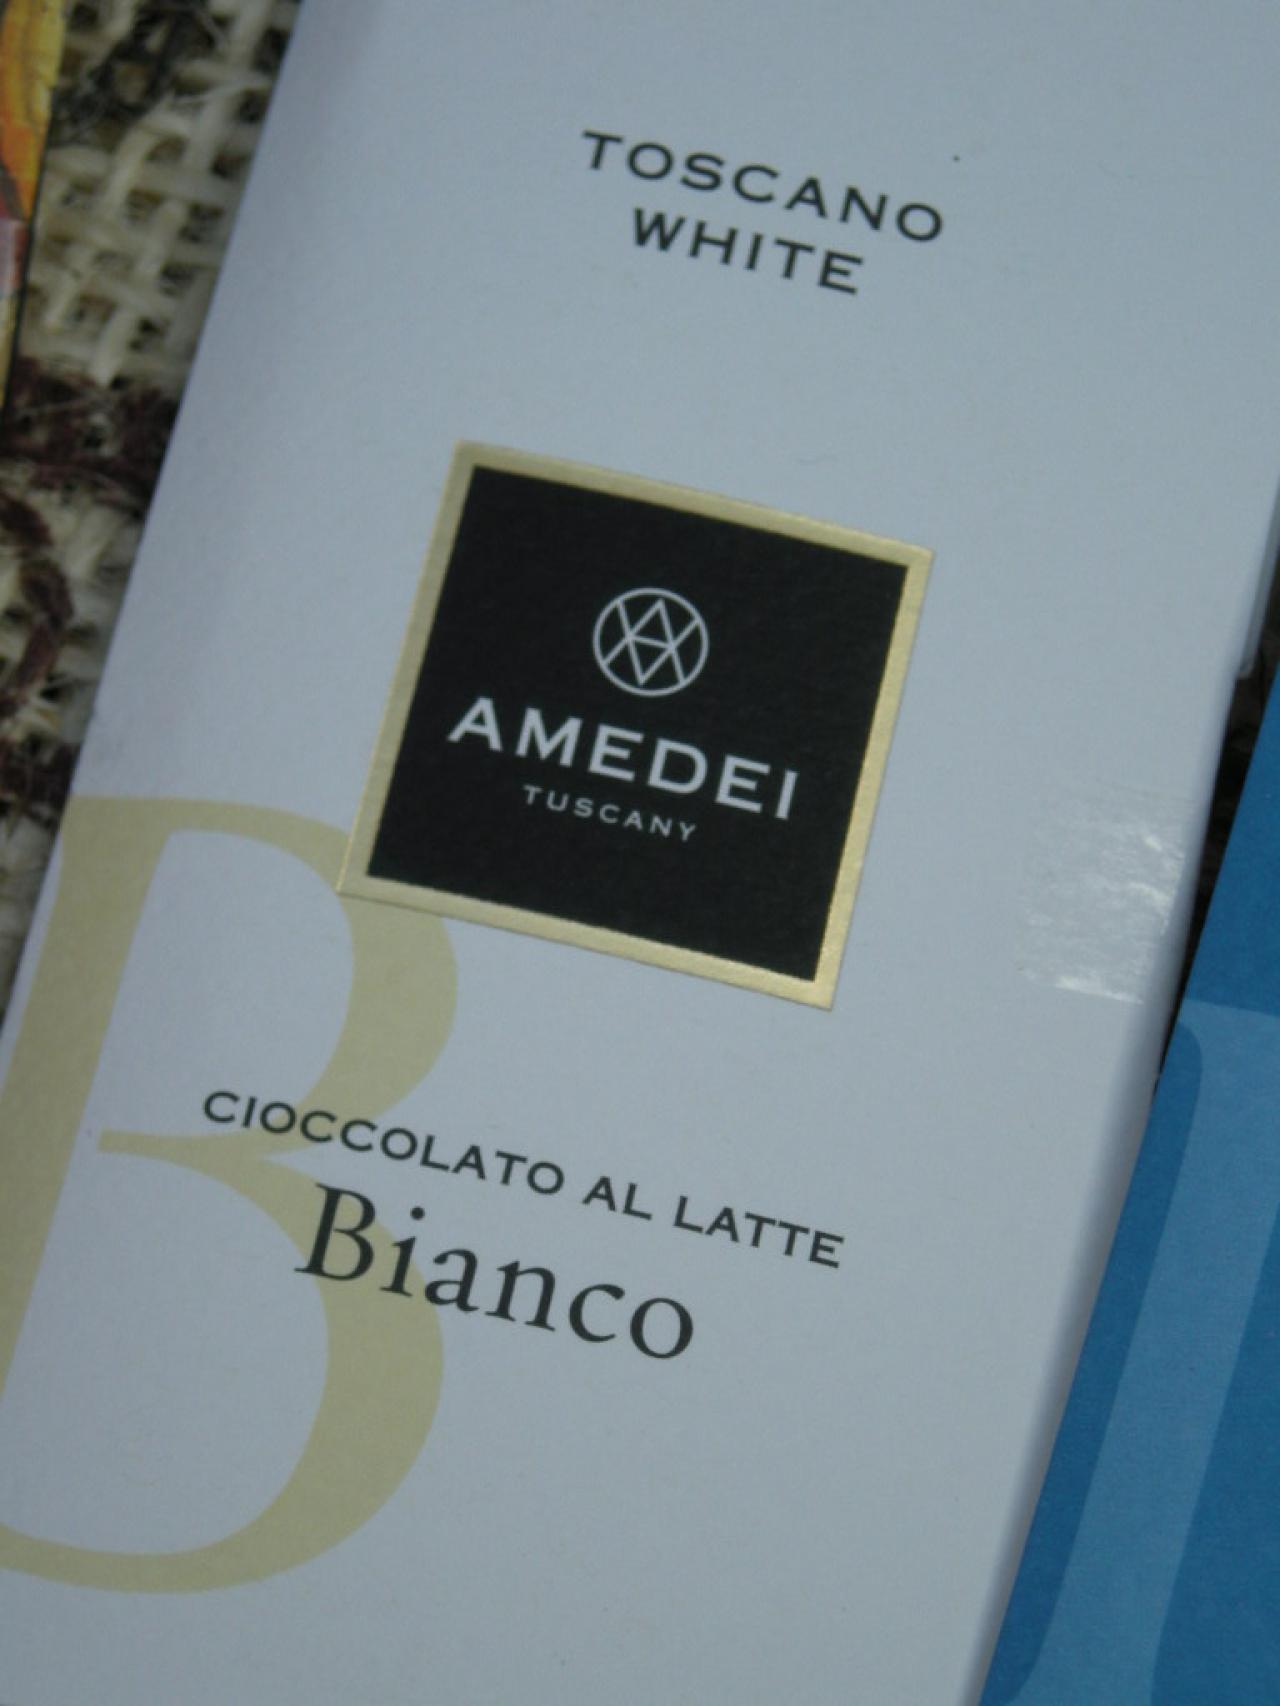 TOSCANO
WHITE
AMEDEI
TUSCANY
B
CIOCCOLATO AL LATTE
Bianco